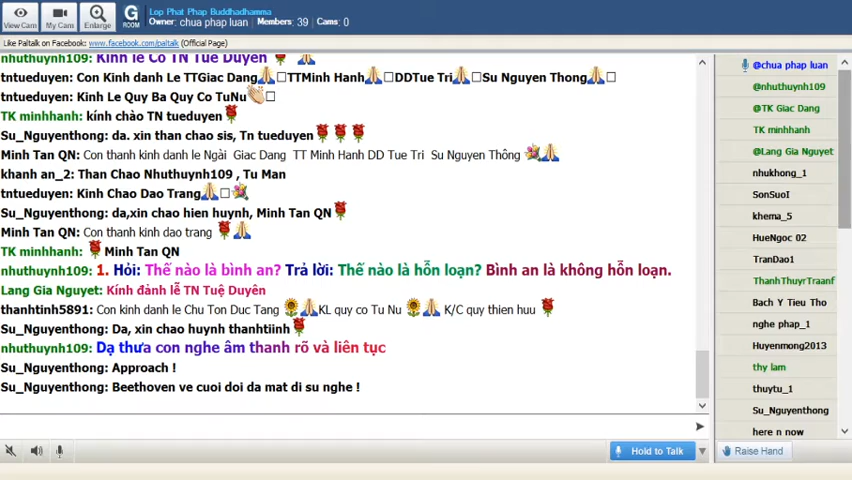 Lop Phat Phap Buddhadhamma
Owner: chua phap luan Members: 39 Cams: 0
View Cam My Cam Enlarge G ROOM
Like Paltalk on Facebook: www.facebook.com/paltalk (Official Page)
nhuthuynh109: Kính lễ Cô TN Tuệ Duyên
tntueduyen: Con Kinh danh Le TTGiac Dang TTMinh Hanh DDTue Tri Su Nguyen Thong
tntueduyen: Kinh Le Quy Ba Quy Co TuNu
TK minhhanh: kính chào TN tueduyen
Su_Nguyenthong: da. xin than chao sis, Tn tueduyen
Minh Tan QN: Con thanh kinh danh le Ngài Giac Dang TT Minh Hanh DD Tue Tri Su Nguyen Thông
khanh an_2: Than Chao Nhuthuynh109 , Tu Man
tntueduyen: Kinh Chao Dao Trang
Su_Nguyenthong: da,xin chao hien huynh, Minh Tan QN
Minh Tan QN: Con thanh kinh dao trang
TK minhhanh: Minh Tan QN
nhuthuynh109: 1. Hỏi: Thế nào là bình an? Trả lời: Thế nào là hỗn loạn? Bình an là không hỗn loạn.
Lang Gia Nguyet: Kính đảnh lễ TN Tuệ Duyên
thanhtinh5891: Con kinh danh le Chu Ton Duc Tang KL quy co Tu Nu K/C quy thien huu
Su_Nguyenthong: Da, xin chao huynh thanhtiinh
nhuthuynh109: Dạ thưa con nghe âm thanh rõ và liên tục
Su_Nguyenthong: Approach !
Su_Nguyenthong: Beethoven ve cuoi doi da mat di su nghe !
Hold to Talk
@chua phap luan
@nhuthuynh109
@TK Giac Dang
TK minhhanh
@Lang Gia Nguyet
nhukhong_1
SonSuoI
khema_5
HueNgoc 02
TranDao1
ThanhThuyrTraanf
Bach Y Tieu Tho
nghe phap_1
Huyenmong2013
thy lam
thuytu_1
Su_Nguyenthong
here n now
Raise Hand